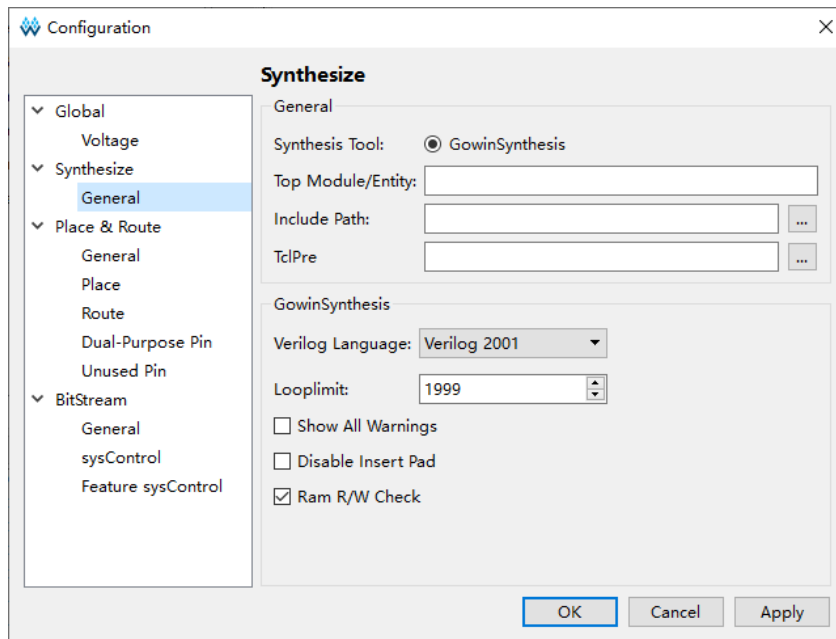 Configuration
Synthesize
Global
Voltage
Synthesize
General
Place & Route
General
Place
Route
Dual-Purpose Pin
Unused Pin
BitStream
General
sysControl
Feature sysControl
General
Synthesis Tool: GowinSynthesis
Top Module/Entity:
Include Path: ...
TclPre ...
GowinSynthesis
Verilog Language: Verilog 2001
Looplimit: 1999
Show All Warnings
Disable Insert Pad
Ram R/W Check
OK Cancel Apply